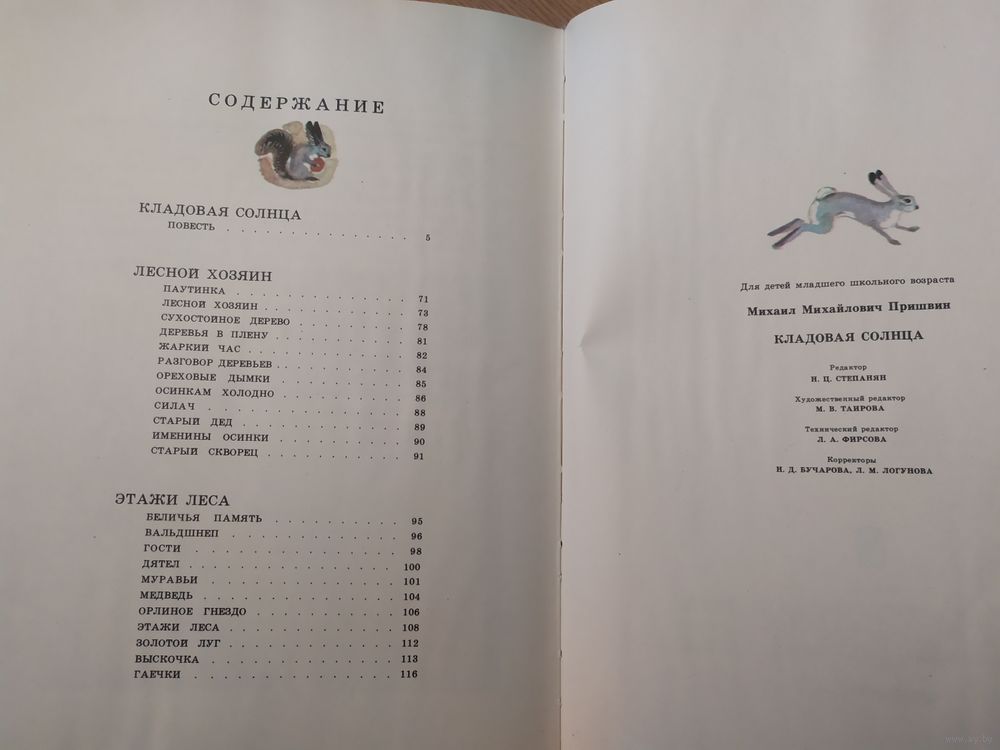 СОДЕРЖАНИЕ
КЛАДОВАЯ СОЛНЦА
ПОВЕСТЬ . . . . . . . . . . . . . . . 5
ЛЕСНОЙ ХОЗЯИН
ПАУТИНКА . . . . . . . . . . . . . 71
ЛЕСНОЙ ХОЗЯИН . . . . . . . . . . . 73
СУХОСТОЙНОЕ ДЕРЕВО . . . . . . . . 78
ДЕРЕВЬЯ В ПЛЕНУ . . . . . . . . . . 81
ЖАРКИЙ ЧАС . . . . . . . . . . . . 82
РАЗГОВОР ДЕРЕВЬЕВ . . . . . . . . . . 84
ОРЕХОВЫЕ ДЫМКИ . . . . . . . . . . 85
ОСИНКАМ ХОЛОДНО . . . . . . . . . 86
СИЛАЧ . . . . . . . . . . . . . . . 88
СТАРЫЙ ДЕД . . . . . . . . . . . . 89
ИМЕНИНЫ ОСИНКИ . . . . . . . . . 90
СТАРЫЙ СКВОРЕЦ . . . . . . . . . . 91
ЭТАЖИ ЛЕСА
БЕЛИЧЬЯ ПАМЯТЬ . . . . . . . . . . 95
ВАЛЬДШНЕП . . . . . . . . . . . . . 96
ГОСТИ . . . . . . . . . . . . . . . 98
ДЯТЕЛ . . . . . . . . . . . . . . . . 100
МУРАВЬИ . . . . . . . . . . . . . . 101
МЕДВЕДЬ . . . . . . . . . . . . . . . 104
ОРЛИНОЕ ГНЕЗДО . . . . . . . . . . . 106
ЭТАЖИ ЛЕСА . . . . . . . . . . . . . 108
ЗОЛОТОЙ ЛУГ . . . . . . . . . . . . . 112
ВЫСКОЧКА . . . . . . . . . . . . . . 113
ГАЕЧКИ . . . . . . . . . . . . . . . 116
Для детей младшего школьного возраста
Михаил Михайлович Пришвин
КЛАДОВАЯ СОЛНЦА
Редактор
Н. Ц. СТЕПАНЯН
Художественный редактор
М. В. ТАИРОВА
Технический редактор
Л. А. ФИРСОВА
Корректоры
Н. Д. БУЧАРОВА, Л. М. ЛОГУНОВА
www.ay.by